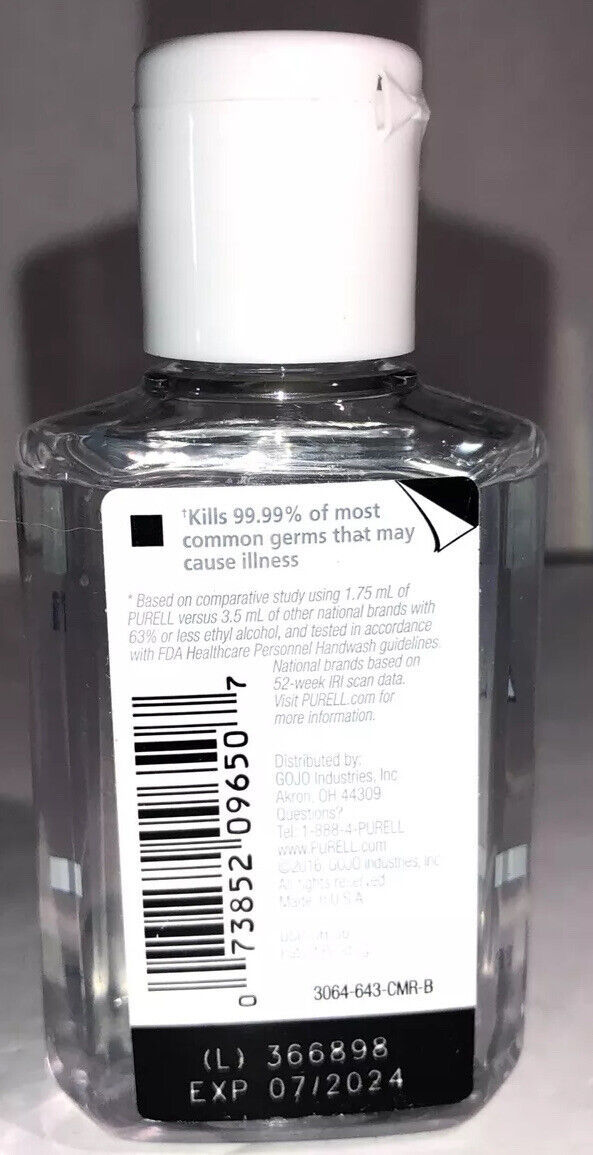 †Kills 99.99% of most
common germs that may
cause illness
* Based on comparative study using 1.75 mL of
PURELL versus 3.5 mL of other national brands with
63% or less ethyl alcohol, and tested in accordance
with FDA Healthcare Personnel Handwash guidelines.
National brands based on
52-week IRI scan data.
Visit PURELL.com for
more information.
Distributed by:
GOJO Industries, Inc
Akron, OH 44309
Questions?
Tel: 1-888-4-PURELL
www.PURELL.com
©2016. GOJO Industries, Inc
All rights reserved
Made in U.S.A
0 73852 09650 7
3064-643-CMR-B
(L) 366898
EXP 07/2024